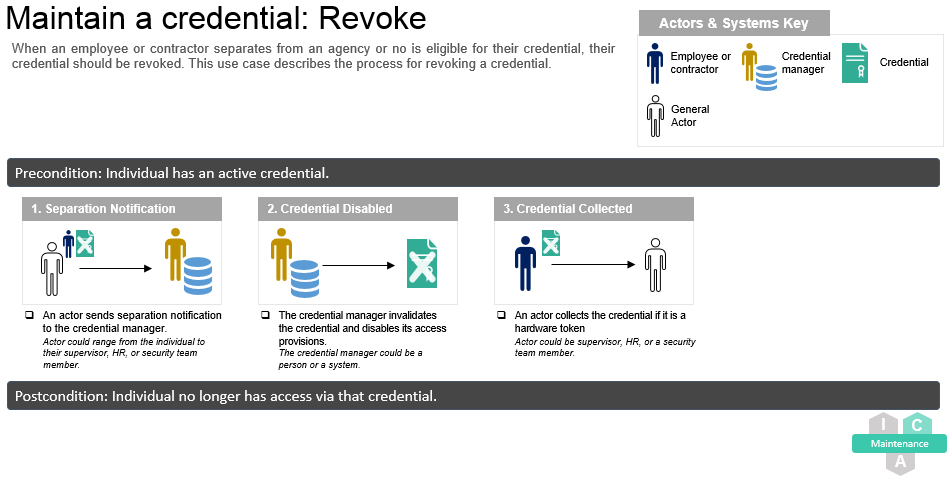 Maintain a credential: Revoke
When an employee or contractor separates from an agency or no is eligible for their credential, their
credential should be revoked. This use case describes the process for revoking a credential.
Actors & Systems Key
Employee or
contractor
Credential
manager
Credential
General
Actor
Precondition: Individual has an active credential.
1. Separation Notification
An actor sends separation notification
to the credential manager.
Actor could range from the individual to
their supervisor, HR, or security team
member.
2. Credential Disabled
The credential manager invalidates
the credential and disables its access
provisions.
The credential manager could be a
person or a system.
3. Credential Collected
An actor collects the credential if it is a
hardware token
Actor could be supervisor, HR, or a security
team member.
Postcondition: Individual no longer has access via that credential.
I
C
Maintenance
A